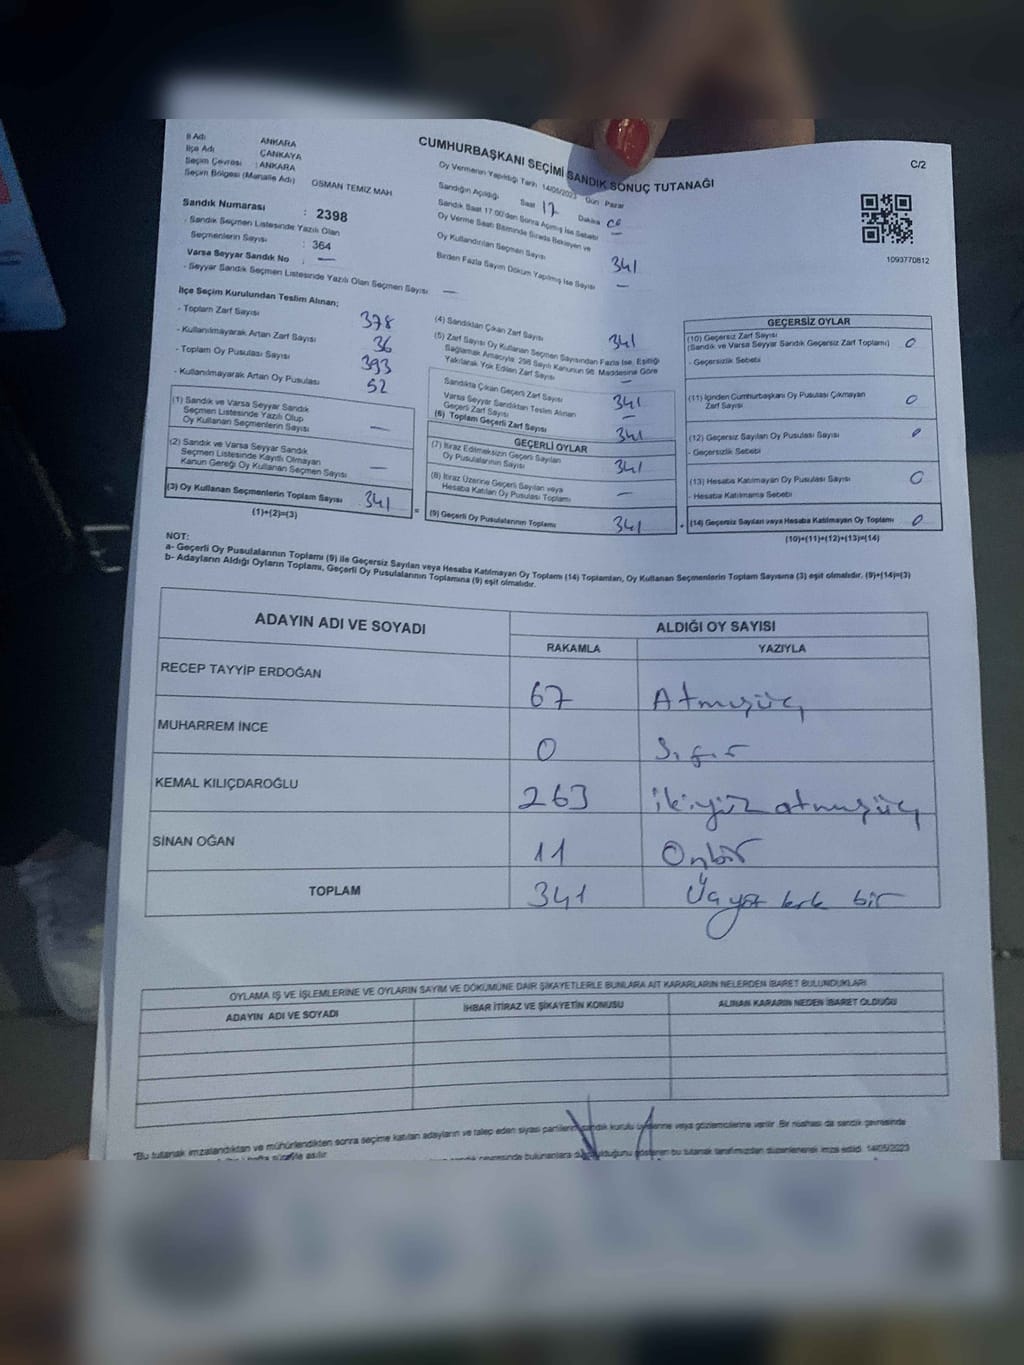 İl Adı ANKARA
İlçe Adı ÇANKAYA
Seçim Çevresi : ANKARA
Seçim Bölgesi (Mahalle Adı) OSMAN TEMİZ MAH
Sandık Numarası : 2398
- Sandık Seçmen Listesinde Yazılı Olan
Seçmenlerin Sayısı : 364
Varsa Seyyar Sandık No : —
- Seyyar Sandık Seçmen Listesinde Yazılı Olan Seçmen Sayısı —
CUMHURBAŞKANI SEÇİMİ SANDIK SONUÇ TUTANAĞI
C/2
Oy Vermenin Yapıldığı Tarih 14/05/2023 Gün Pazar
Sandığın Açıldığı Saat 17 Dakika
Sandık Saat 17:00'den Sonra Açılmış İse Sebebi —
Oy Verme Saati Bitiminde Sırada Bekleyen ve
Oy Kullandırılan Seçmen Sayısı 341
Birden Fazla Sayım Döküm Yapılmış İse Sayısı —
1093770812
İlçe Seçim Kurulundan Teslim Alınan;
- Toplam Zarf Sayısı 378
- Kullanılmayarak Artan Zarf Sayısı 36
- Toplam Oy Pusulası Sayısı 393
- Kullanılmayarak Artan Oy Pusulası 52
(1) Sandık ve Varsa Seyyar Sandık
Seçmen Listesinde Yazılı Olup
Oy Kullanan Seçmenlerin Sayısı —
(2) Sandık ve Varsa Seyyar Sandık
Seçmen Listesinde Kayıtlı Olmayan
Kanun Gereği Oy Kullanan Seçmen Sayısı —
(3) Oy Kullanan Seçmenlerin Toplam Sayısı 341
(1)+(2)=(3)
(4) Sandıktan Çıkan Zarf Sayısı 341
(5) Zarf Sayısı Oy Kullanan Seçmen Sayısından Fazla İse, Eşitliği
Sağlamak Amacıyla 298 Sayılı Kanunun 98. Maddesine Göre
Yakılarak Yok Edilen Zarf Sayısı —
Sandıkta Çıkan Geçerli Zarf Sayısı 341
Varsa Seyyar Sandıktan Teslim Alınan
Geçerli Zarf Sayısı —
(6) Toplam Geçerli Zarf Sayısı 341
GEÇERLİ OYLAR
(7) İtiraz Edilmeksizin Geçerli Sayılan
Oy Pusulalarının Sayısı 341
(8) İtiraz Üzerine Geçerli Sayılan veya
Hesaba Katılan Oy Pusulası Toplamı —
= (9) Geçerli Oy Pusulalarının Toplamı 341
GEÇERSİZ OYLAR
(10) Geçersiz Zarf Sayısı
(Sandık ve Varsa Seyyar Sandık Geçersiz Zarf Toplamı) 0
- Geçersizlik Sebebi
(11) İçinden Cumhurbaşkanı Oy Pusulası Çıkmayan
Zarf Sayısı 0
(12) Geçersiz Sayılan Oy Pusulası Sayısı 0
- Geçersizlik Sebebi
(13) Hesaba Katılmayan Oy Pusulası Sayısı 0
- Hesaba Katılmama Sebebi
+ (14) Geçersiz Sayılan veya Hesaba Katılmayan Oy Toplamı 0
(10)+(11)+(12)+(13)=(14)
NOT:
a- Geçerli Oy Pusulalarının Toplamı (9) ile Geçersiz Sayılan veya Hesaba Katılmayan Oy Toplamı (14) Toplamları, Oy Kullanan Seçmenlerin Toplam Sayısına (3) eşit olmalıdır. (9)+(14)=(3)
b- Adayların Aldığı Oyların Toplamı, Geçerli Oy Pusulalarının Toplamına (9) eşit olmalıdır.
ADAYIN ADI VE SOYADI ALDIĞI OY SAYISI
RAKAMLA YAZIYLA
RECEP TAYYİP ERDOĞAN 67 Atmışüç
MUHARREM İNCE 0 Sıfır
KEMAL KILIÇDAROĞLU 263 ikiyüz atmışüç
SİNAN OĞAN 11 Onbir
TOPLAM 341 Üçyüz kırk bir
OYLAMA İŞ VE İŞLEMLERİNE VE OYLARIN SAYIM VE DÖKÜMÜNE DAİR ŞİKAYETLERLE BUNLARA AİT KARARLARIN NELERDEN İBARET BULUNDUKLARI
ADAYIN ADI VE SOYADI İHBAR İTİRAZ VE ŞİKAYETİN KONUSU ALINAN KARARIN NEDEN İBARET OLDUĞU
*Bu tutanak imzalandıktan ve mühürlendikten sonra seçime katılan adayların ve talep eden siyasi partilerin sandık kurulu üyelerine veya gözlemcilerine verilir. Bir nüshası da sandık çevresinde
hafta süreyle asılır. çevresinde bulunanlara duyulduğunu gösteren bu tutanak tarafımızdan düzenlenerek imza edildi. 14/05/2023